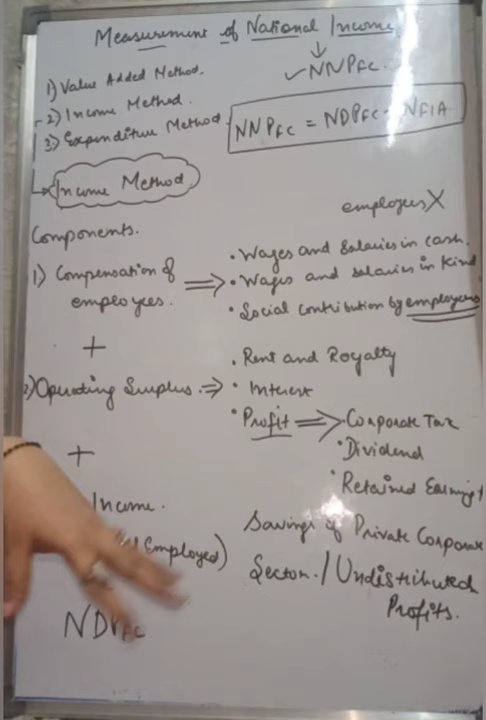 Measurement of National Income
↓
✓NNPFC.
1) Value Added Method.
2) Income Method.
3) Expenditure Method.
NNPFC = NDPFC NFIA
Income Method
employees X
Components.
1) Compensation of employees. ⇒
• Wages and Salaries in cash.
• Wages and salaries in Kind
• Social contribution by employers
+
2) Operating Surplus ⇒
• Rent and Royalty
• Interest
• Profit ⇒ • Corporate Tax
• Dividend
• Retained Earnings
+
Income.
Employed)
Savings of Private Corporate
Sector. / Undistributed
Profits.
NDPFC